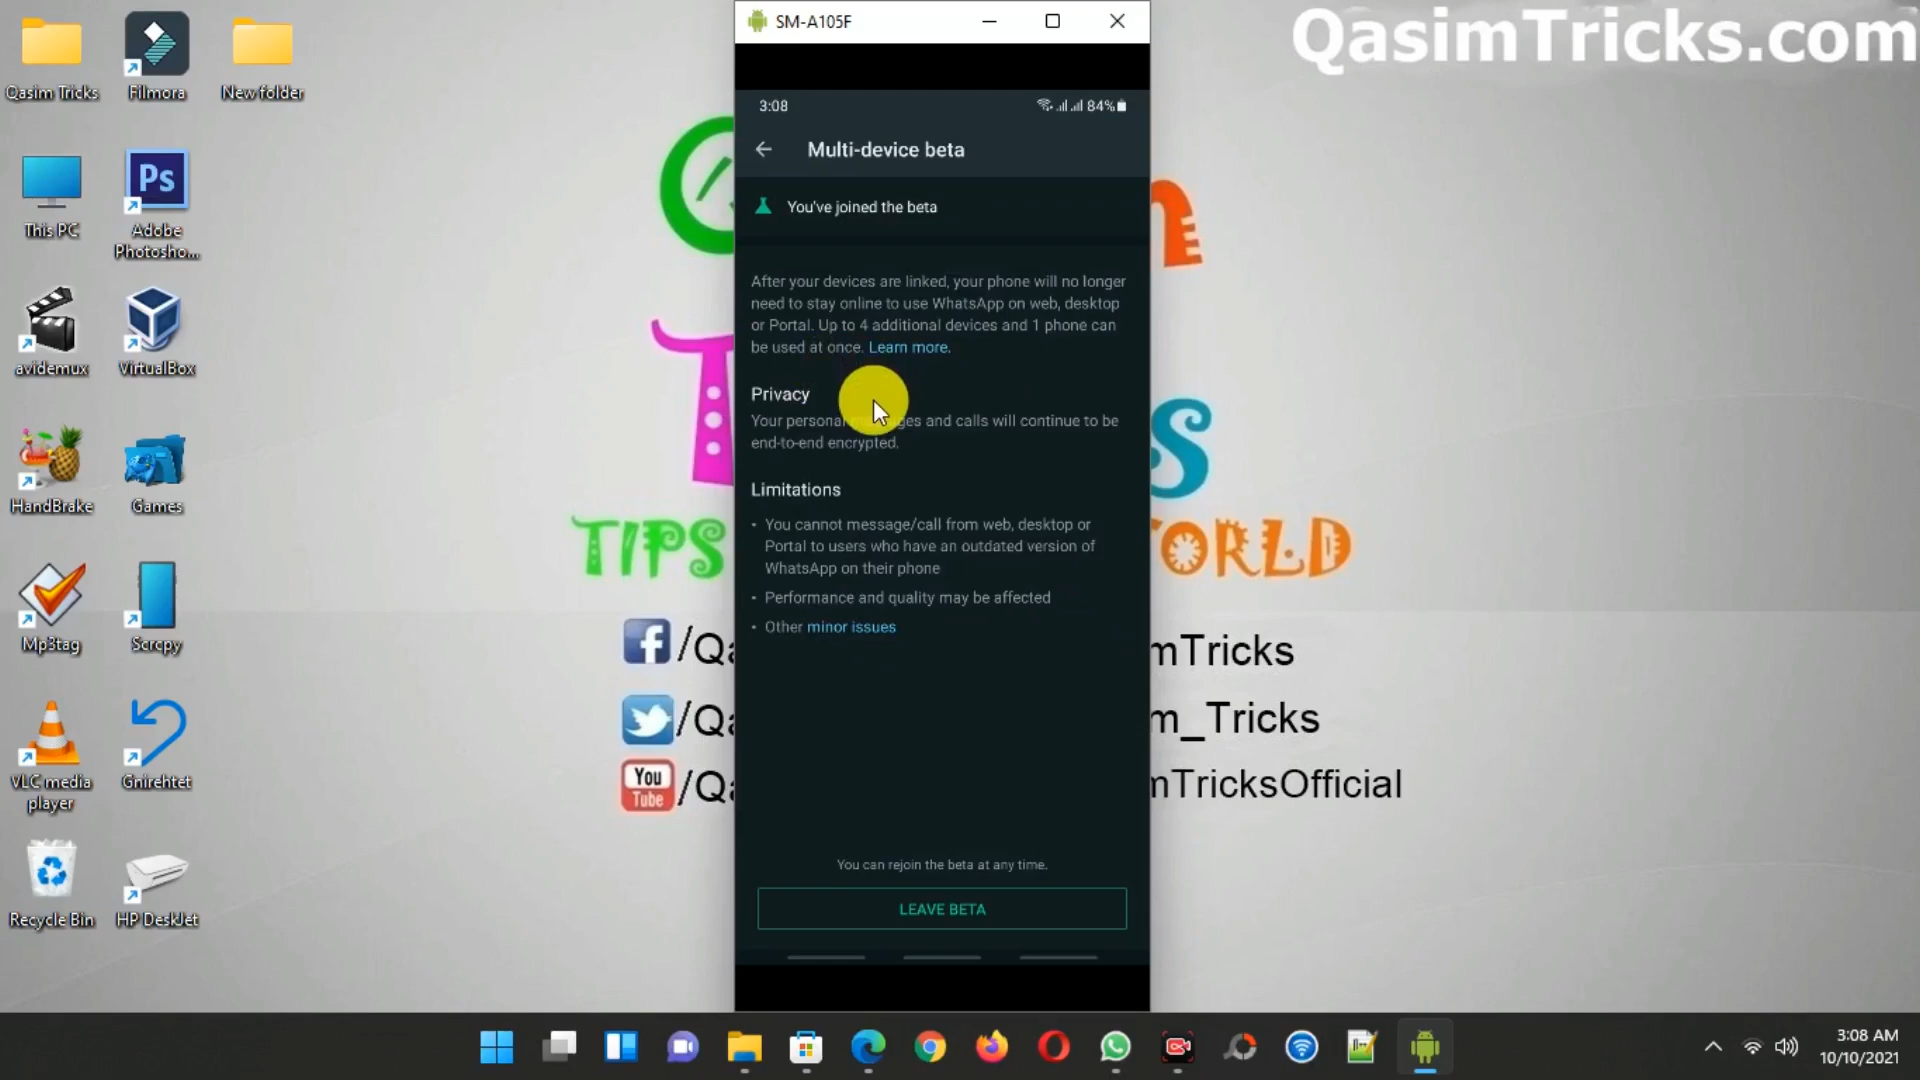 QasimTricks.com
SM-A105F
Qasim Tricks
Filmora
New folder
This PC
Ps
Adobe
Photosho...
avidemux
VirtualBox
HandBrake
Games
Mp3tag
Scrcpy
VLC media
player
Gnirehtet
Recycle Bin
HP DeskJet
3:08
84%
Multi-device beta
You've joined the beta
After your devices are linked, your phone will no longer
need to stay online to use WhatsApp on web, desktop
or Portal. Up to 4 additional devices and 1 phone can
be used at once. Learn more.
Privacy
Your personal messages and calls will continue to be
end-to-end encrypted.
Limitations
• You cannot message/call from web, desktop or
Portal to users who have an outdated version of
WhatsApp on their phone
• Performance and quality may be affected
• Other minor issues
You can rejoin the beta at any time.
LEAVE BETA
TIPS
ORLD
/Qa
mTricks
/Qa
m_Tricks
You
Tube
/Qa
mTricksOfficial
3:08 AM
10/10/2021